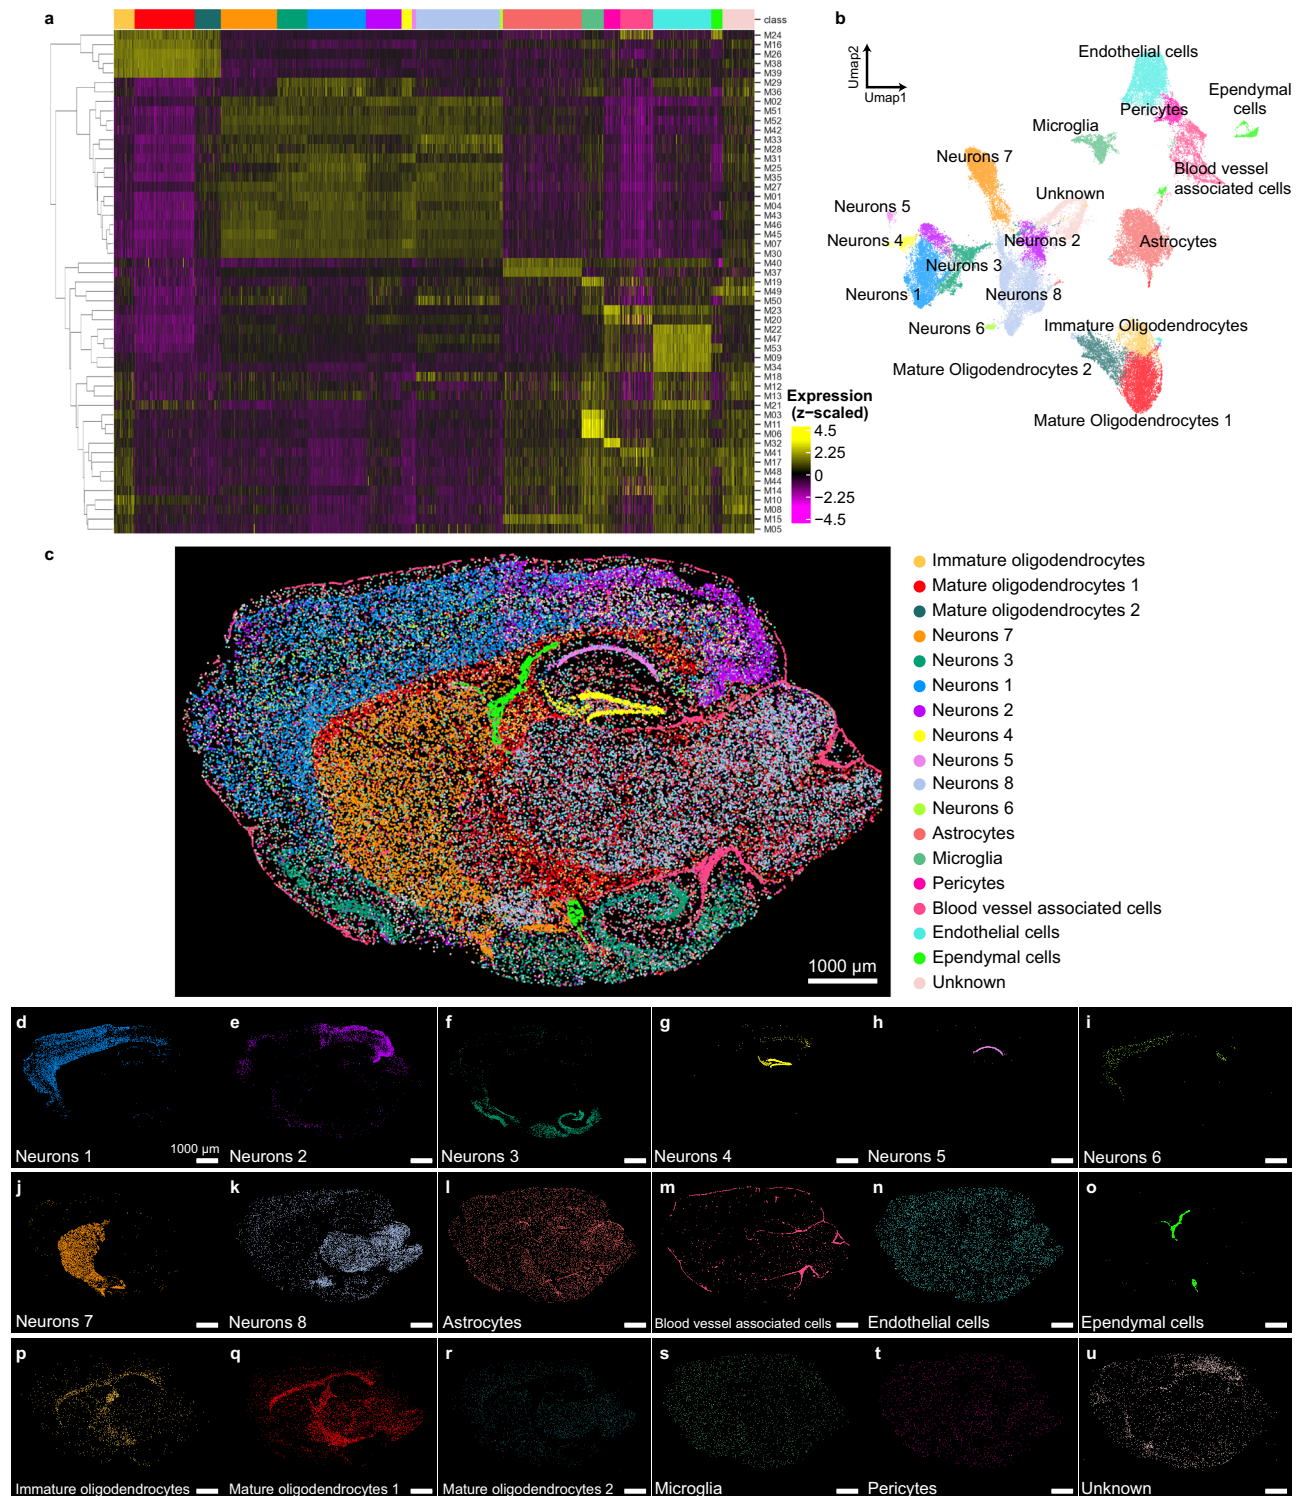 a
class
M24
M16
M26
M38
M39
M29
M36
M02
M51
M52
M42
M33
M28
M31
M25
M35
M27
M01
M04
M43
M46
M45
M07
M30
M40
M37
M19
M49
M50
M23
M20
M22
M47
M53
M09
M34
M18
M12
M13
M21
M03
M11
M06
M32
M41
M17
M48
M44
M14
M10
M08
M15
M05
Expression
(z−scaled)
4.5
2.25
0
−2.25
−4.5
b
Umap2
Umap1
Endothelial cells
Ependymal
cells
Pericytes
Microglia
Neurons 7
Blood vessel
associated cells
Unknown
Neurons 5
Neurons 4
Neurons 2
Astrocytes
Neurons 3
Neurons 1
Neurons 8
Neurons 6
Immature Oligodendrocytes
Mature Oligodendrocytes 2
Mature Oligodendrocytes 1
c
1000 µm
Immature oligodendrocytes
Mature oligodendrocytes 1
Mature oligodendrocytes 2
Neurons 7
Neurons 3
Neurons 1
Neurons 2
Neurons 4
Neurons 5
Neurons 8
Neurons 6
Astrocytes
Microglia
Pericytes
Blood vessel associated cells
Endothelial cells
Ependymal cells
Unknown
d
1000 µm
Neurons 1
e
Neurons 2
f
Neurons 3
g
Neurons 4
h
Neurons 5
i
Neurons 6
j
Neurons 7
k
Neurons 8
l
Astrocytes
m
Blood vessel associated cells
n
Endothelial cells
o
Ependymal cells
p
Immature oligodendrocytes
q
Mature oligodendrocytes 1
r
Mature oligodendrocytes 2
s
Microglia
t
Pericytes
u
Unknown